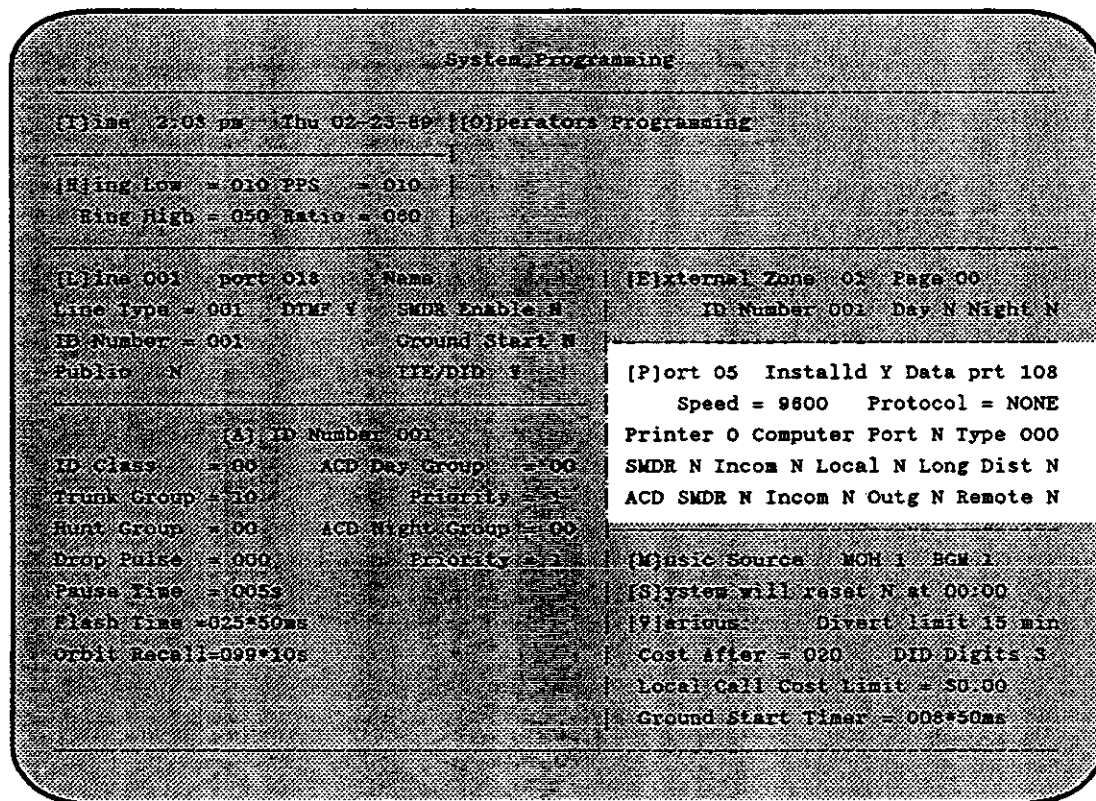 System Programming
[T]ime 2:03 pm Thu 02-23-89 [O]perators Programming
[R]ing Low = 010 PPS = 010
Ring High = 050 Ratio = 060
[L]ine 001 port 018 Name
Line Type = 001 DTMF Y SMDR Enable N
ID Number = 001 Ground Start N
Public N TIE/DID Y
[E]xternal Zone 01 Page 00
ID Number 001 Day N Night N
[P]ort 05 Installd Y Data prt 108
Speed = 9600 Protocol = NONE
Printer 0 Computer Port N Type 000
SMDR N Incom N Local N Long Dist N
ACD SMDR N Incom N Outg N Remote N
[A] ID Number 001
ID Class = 00 ACD Day Group = 00
Trunk Group = 10 Priority = 1
Hunt Group = 00 ACD Night Group = 00
Drop Pulse = 000 Priority = 1
Pause Time = 005s
Flash Time =025*50ms
Orbit Recall=099*10s
[M]usic Source MOH 1 BGM 1
[S]ystem will reset N at 00:00
[V]arious: Divert limit 15 min
Cost After = 020 DID Digits 3
Local Call Cost Limit = $0.00
Ground Start Timer = 006*50ms